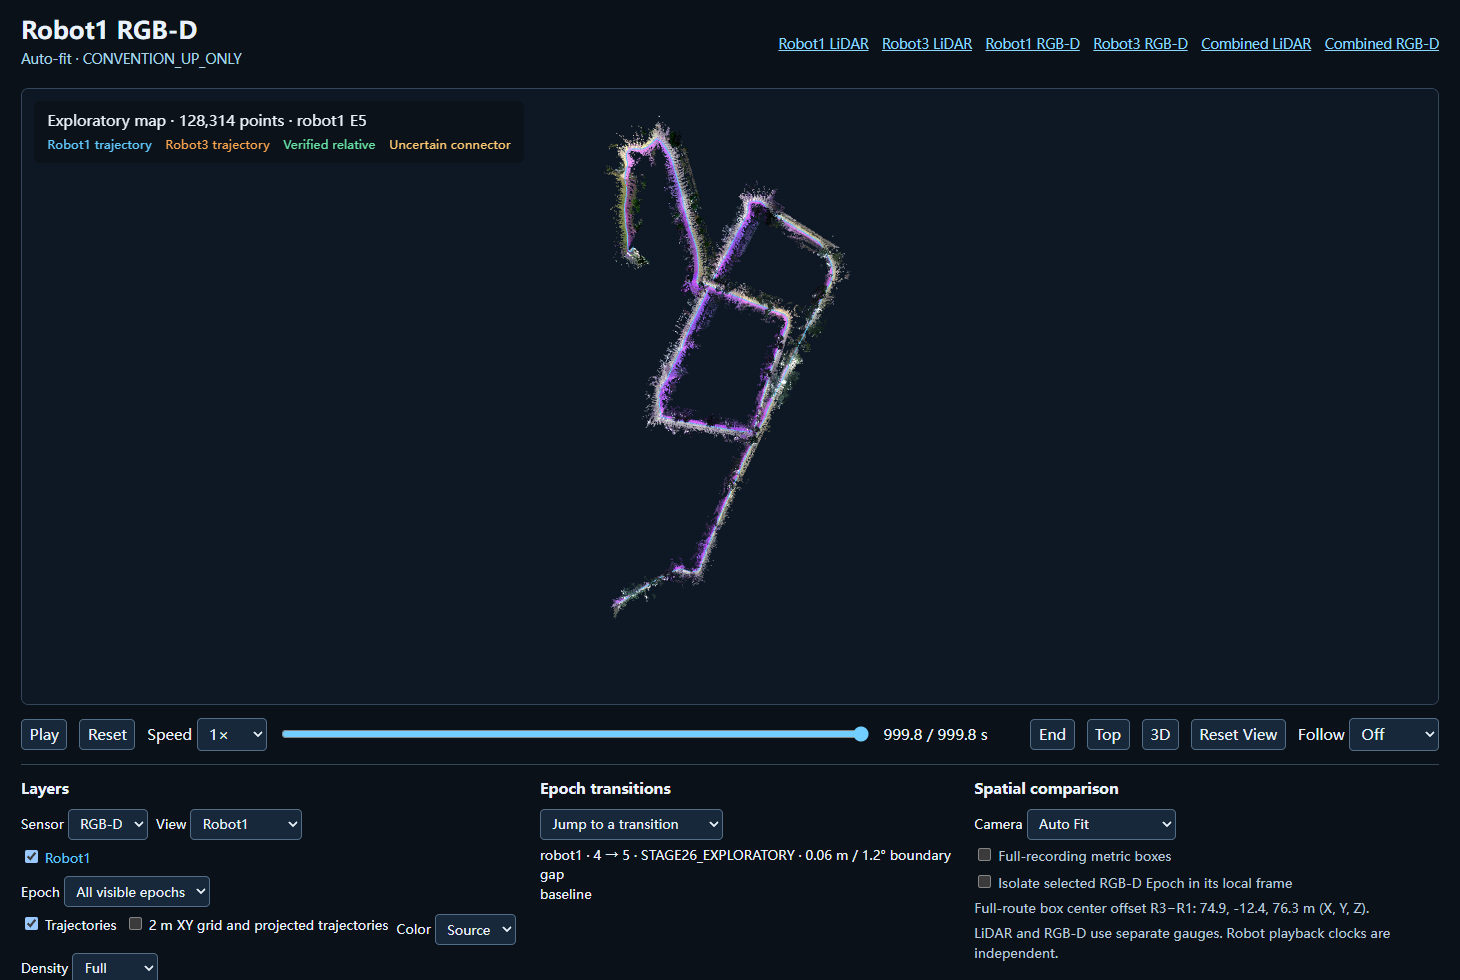 Robot1 RGB-D
Auto-fit · CONVENTION_UP_ONLY
Robot1 LiDAR Robot3 LiDAR Robot1 RGB-D Robot3 RGB-D Combined LiDAR Combined RGB-D
Exploratory map · 128,314 points · robot1 E5
Robot1 trajectory Robot3 trajectory Verified relative Uncertain connector
Play Reset Speed 1× 999.8 / 999.8 s End Top 3D Reset View Follow Off
Layers
Sensor RGB-D View Robot1
Robot1
Epoch All visible epochs
Trajectories 2 m XY grid and projected trajectories Color Source
Density Full
Epoch transitions
Jump to a transition
robot1 · 4 → 5 · STAGE26_EXPLORATORY · 0.06 m / 1.2° boundary
gap
baseline
Spatial comparison
Camera Auto Fit
Full-recording metric boxes
Isolate selected RGB-D Epoch in its local frame
Full-route box center offset R3−R1: 74.9, -12.4, 76.3 m (X, Y, Z).
LiDAR and RGB-D use separate gauges. Robot playback clocks are
independent.